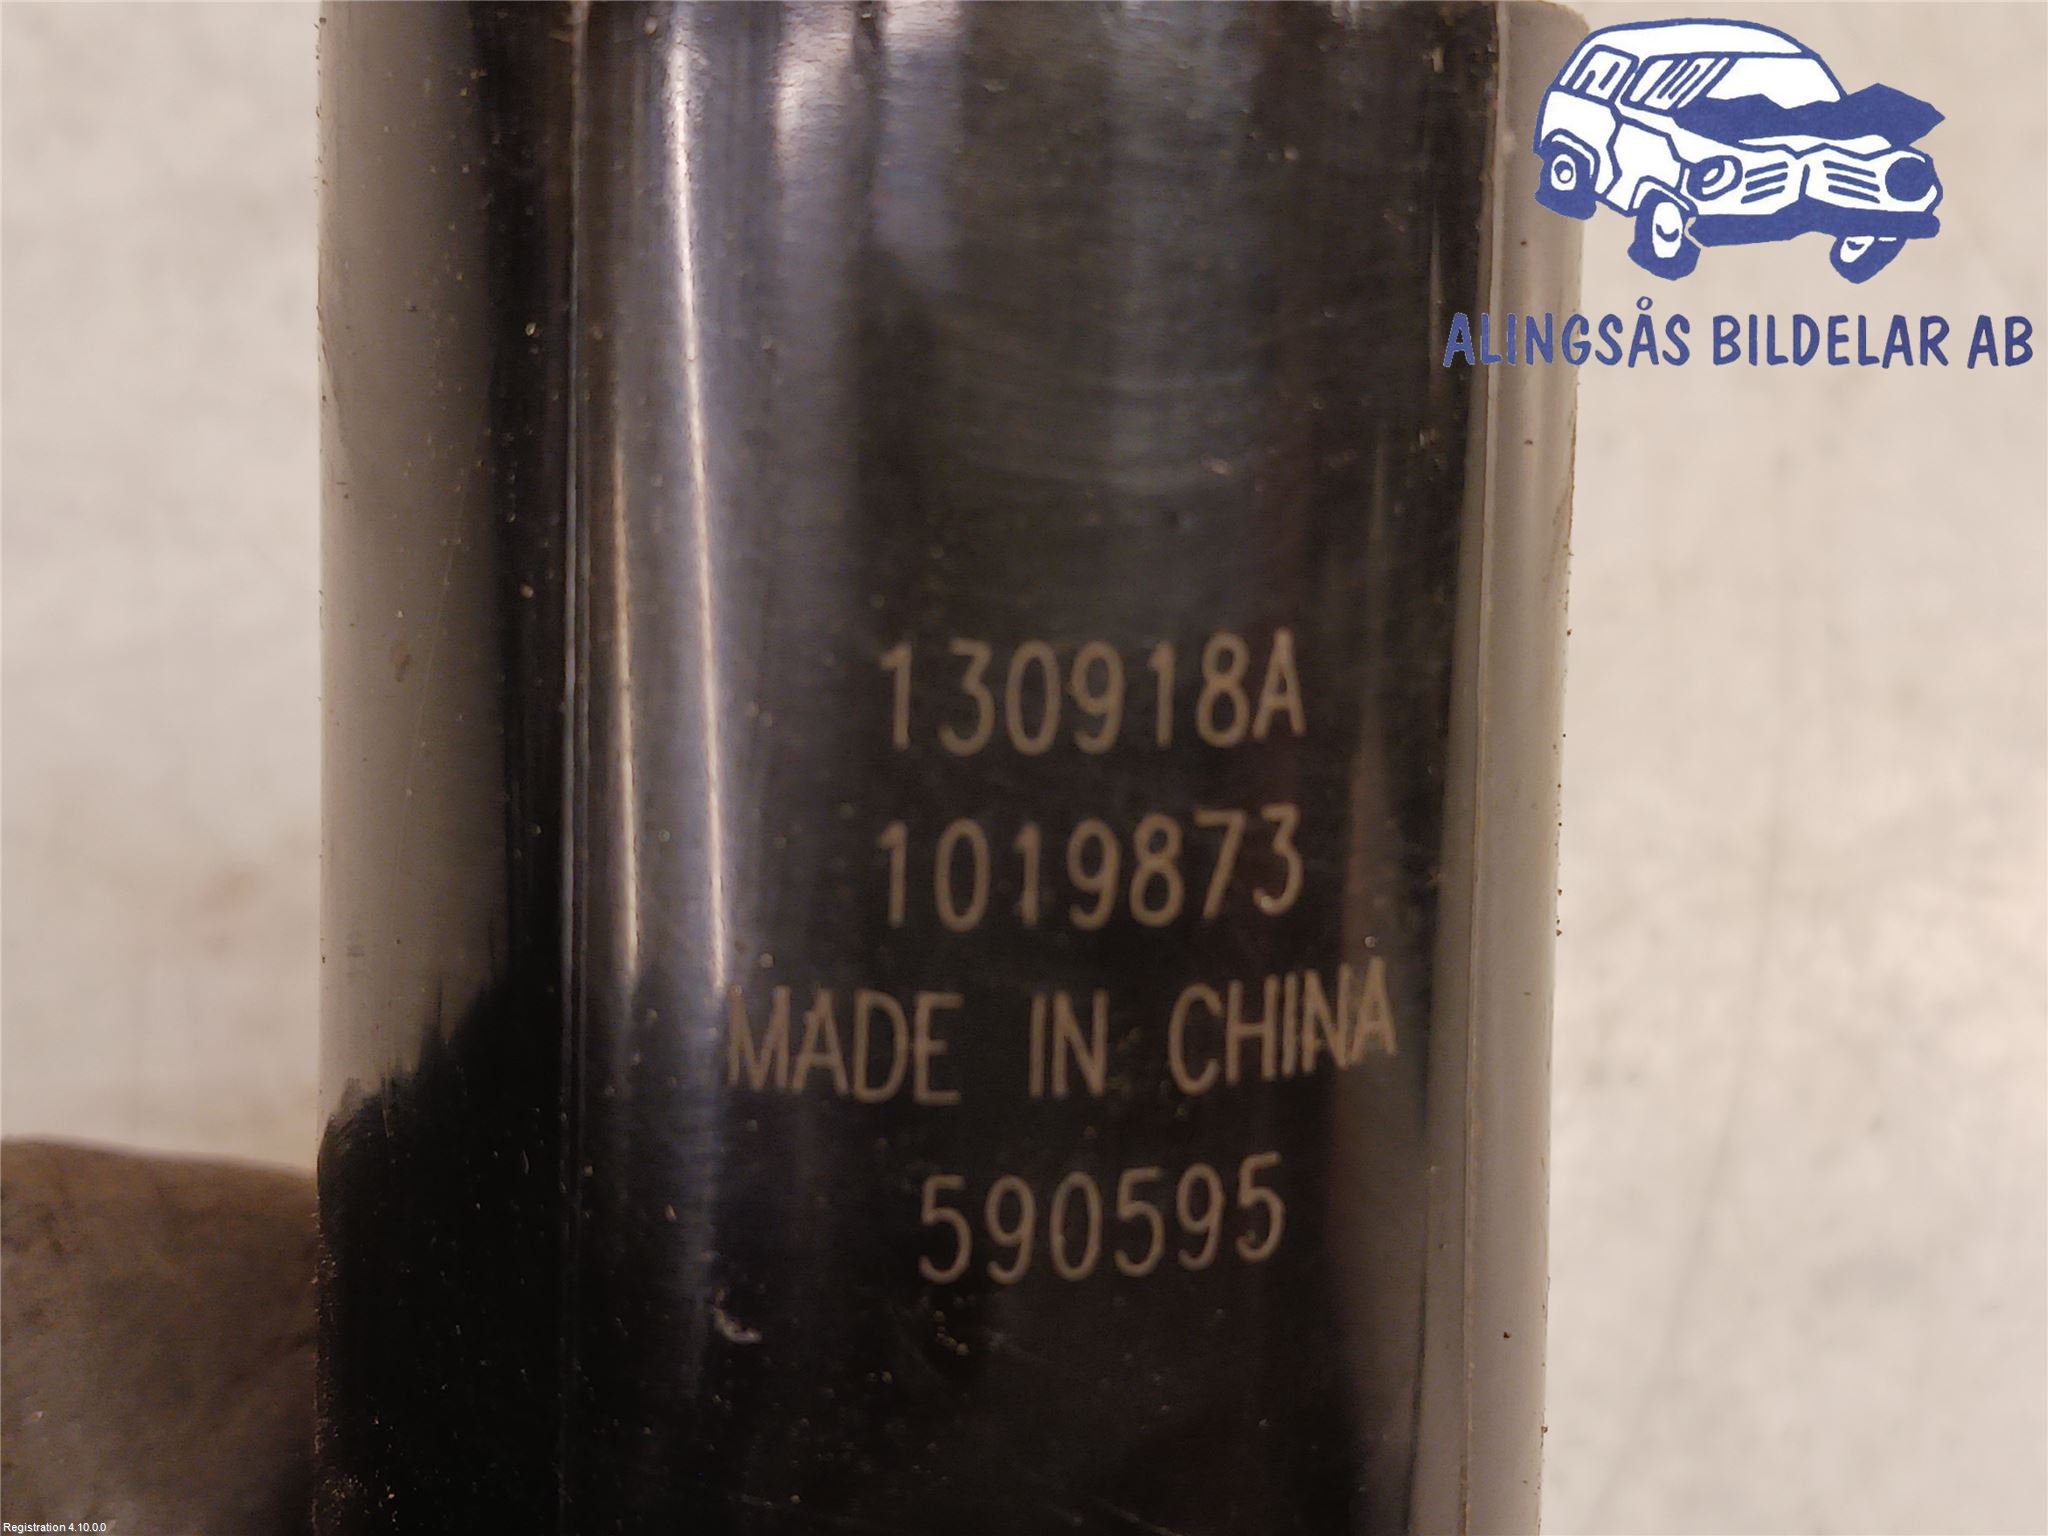 ALINGSÅS BILDELAR AB
130918A
1019873
MADE IN CHINA
590595
Registration 4.10.0.0